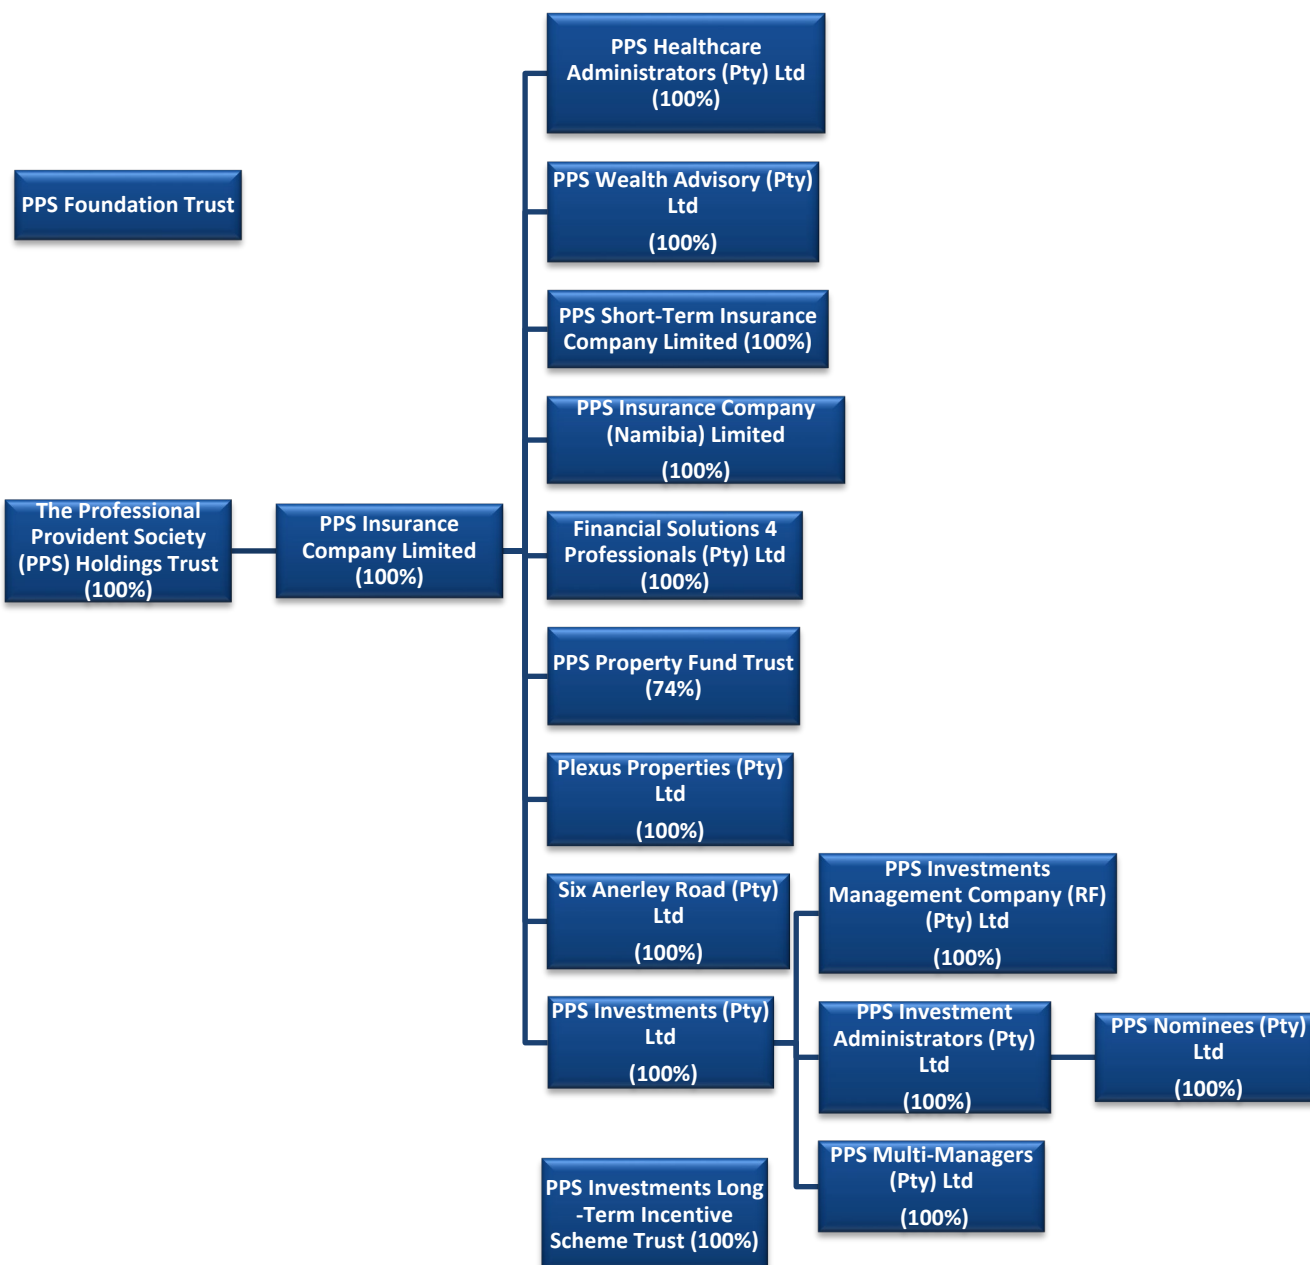 PPS Healthcare
Administrators (Pty) Ltd
(100%)
PPS Foundation Trust
PPS Wealth Advisory (Pty)
Ltd
(100%)
PPS Short-Term Insurance
Company Limited (100%)
PPS Insurance Company
(Namibia) Limited
(100%)
The Professional
Provident Society
(PPS) Holdings Trust
(100%)
PPS Insurance
Company Limited
(100%)
Financial Solutions 4
Professionals (Pty) Ltd
(100%)
PPS Property Fund Trust
(74%)
Plexus Properties (Pty)
Ltd
(100%)
Six Anerley Road (Pty)
Ltd
(100%)
PPS Investments (Pty)
Ltd
(100%)
PPS Investments
Management Company (RF)
(Pty) Ltd
(100%)
PPS Investment
Administrators (Pty)
Ltd
(100%)
PPS Nominees (Pty)
Ltd
(100%)
PPS Multi-Managers
(Pty) Ltd
(100%)
PPS Investments Long
-Term Incentive
Scheme Trust (100%)